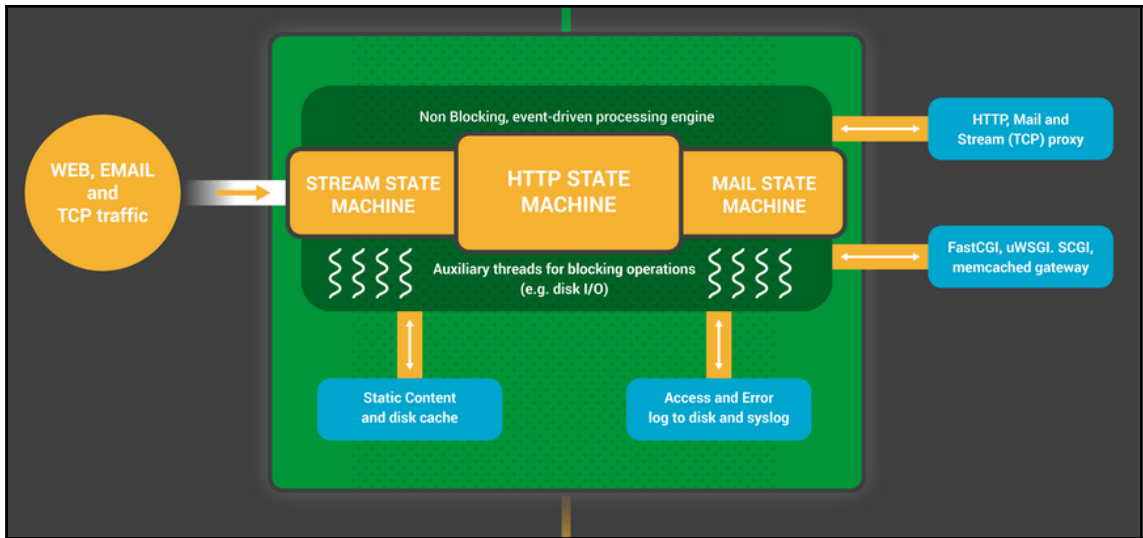 Non Blocking, event-driven processing engine
WEB, EMAIL
and
TCP traffic
STREAM STATE
MACHINE
HTTP STATE
MACHINE
MAIL STATE
MACHINE
HTTP, Mail and
Stream (TCP) proxy
FastCGI, uWSGI. SCGI,
memcached gateway
Auxiliary threads for blocking operations
(e.g. disk I/O)
Static Content
and disk cache
Access and Error
log to disk and syslog